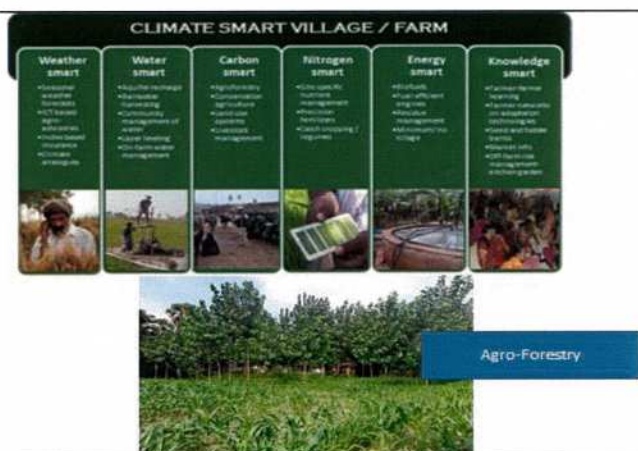 CLIMATE SMART VILLAGE / FARM
Weather
smart
•Seasonal
weather
forecasts
•ICT based
agro-
advisories
•Index based
insurance
•Climate
analogues
Water
smart
•Aquifer recharge
•Rainwater
harvesting
•Community
management of
water
•Laser leveling
•On-farm water
management
Carbon
smart
•Agroforestry
•Conservation
agriculture
•Land use
systems
•Livestock
management
Nitrogen
smart
•Site specific
nutrient
management
•Precision
fertilizers
•Catch cropping /
legumes
Energy
smart
•Biofuels
•Fuel efficient
engines
•Residue
management
•Minimum/no
tillage
Knowledge
smart
•Farmer-farmer
learning
•Farmer networks
on adaptation
technologies
•Seed and fodder
banks
•Market info
•Off-farm risk
management-
kitchen garden
Agro-Forestry